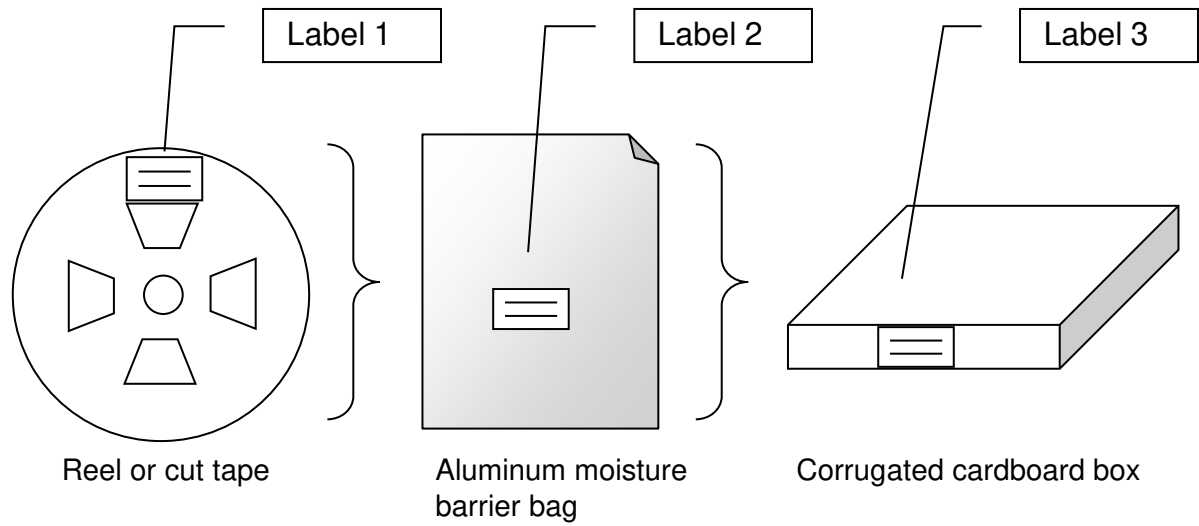 Label 1
Label 2
Label 3
Reel or cut tape
Aluminum moisture
barrier bag
Corrugated cardboard box